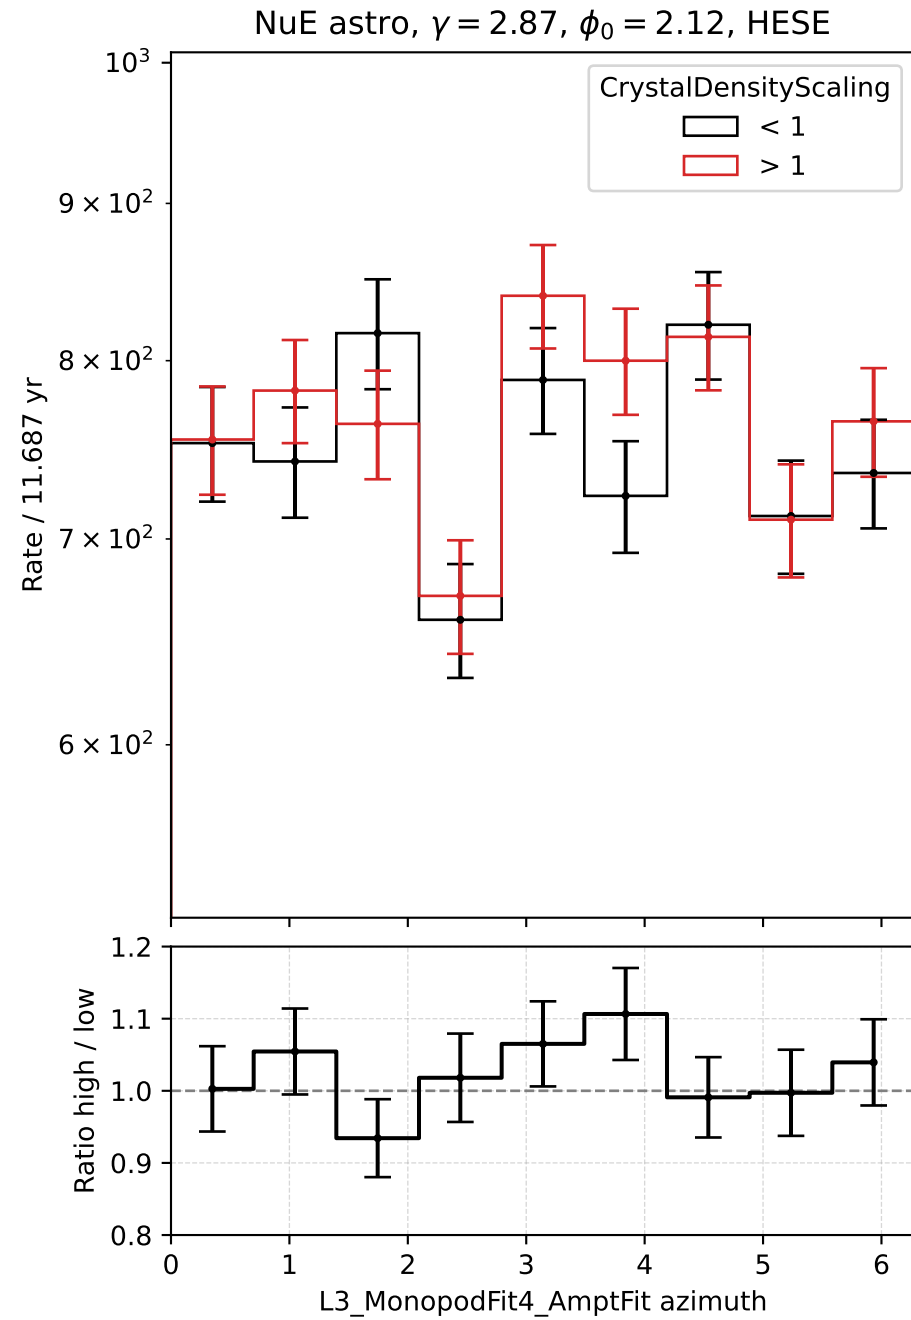 NuE astro, γ = 2.87, ϕ₀ = 2.12, HESE
CrystalDensityScaling
< 1
> 1
10³
9 × 10²
8 × 10²
7 × 10²
6 × 10²
Rate / 11.687 yr
1.2
1.1
1.0
0.9
0.8
Ratio high / low
0 1 2 3 4 5 6
L3_MonopodFit4_AmptFit azimuth